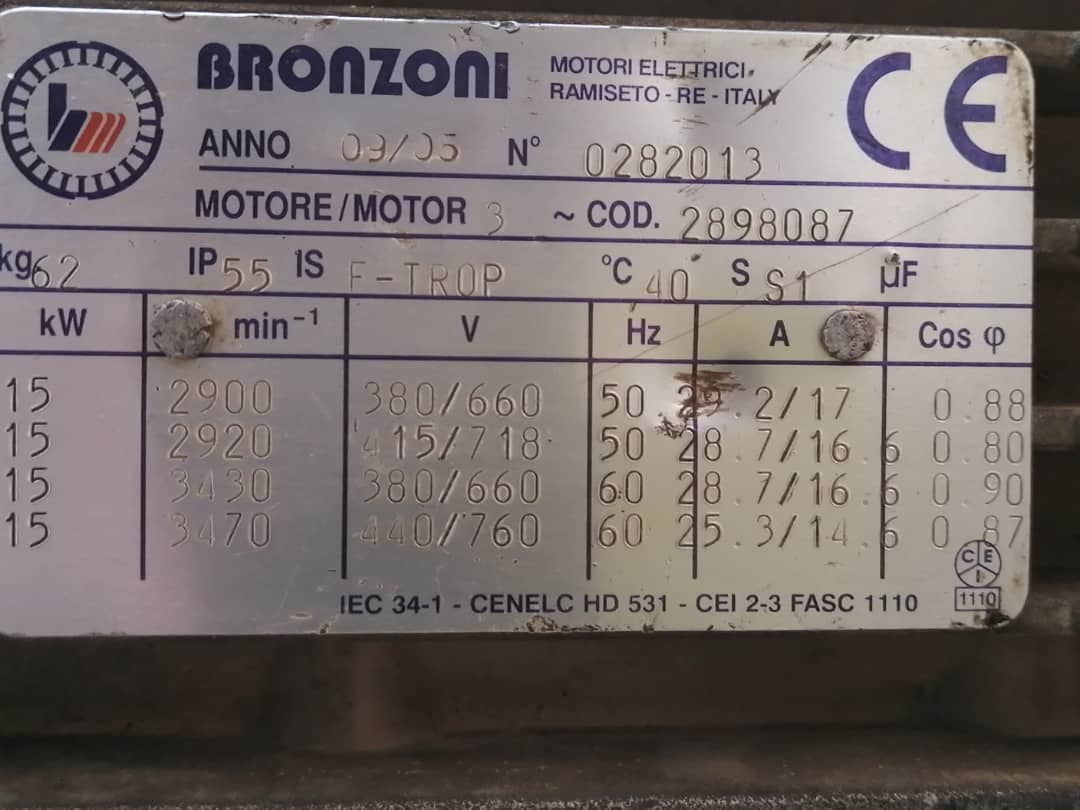 BRONZONI MOTORI ELETTRICI
RAMISETO - RE - ITALY
CE
ANNO 09/05 N° 0282013
MOTORE/MOTOR 3 ~ COD. 2898087
kg 62 IP 55 IS F-TROP °C 40 S S1 µF
kW min⁻¹ V Hz A Cos φ
15 2900 380/660 50 29.2/17 0.88
15 2920 415/718 50 28.7/16.6 0.80
15 3430 380/660 60 28.7/16.6 0.90
15 3470 440/760 60 25.3/14.6 0.87
IEC 34-1 - CENELC HD 531 - CEI 2-3 FASC 1110
CEI
1110